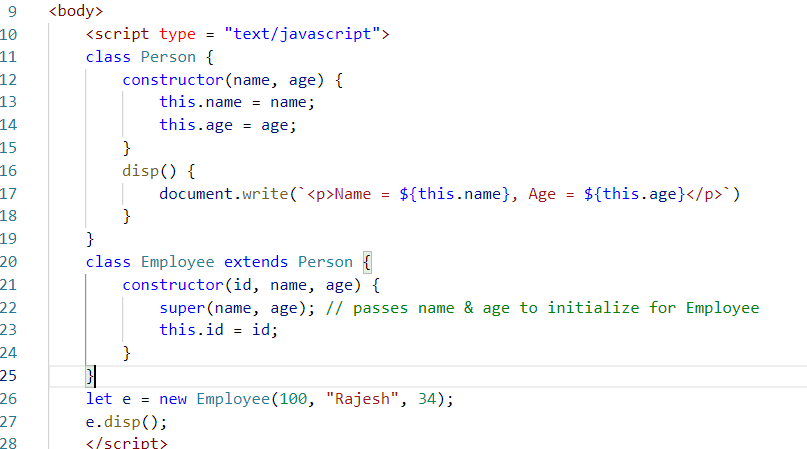 9 <body>
10 <script type = "text/javascript">
11 class Person {
12 constructor(name, age) {
13 this.name = name;
14 this.age = age;
15 }
16 disp() {
17 document.write(`<p>Name = ${this.name}, Age = ${this.age}</p>`)
18 }
19 }
20 class Employee extends Person {
21 constructor(id, name, age) {
22 super(name, age); // passes name & age to initialize for Employee
23 this.id = id;
24 }
25 }
26 let e = new Employee(100, "Rajesh", 34);
27 e.disp();
28 </script>